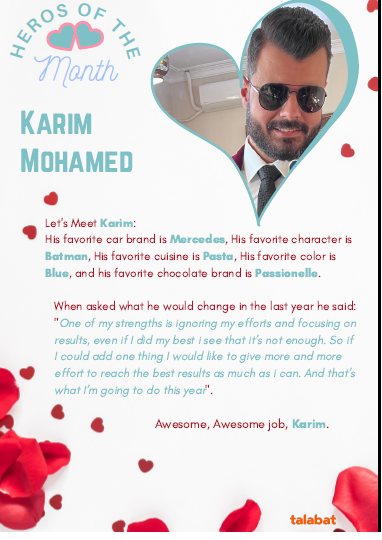 HEROS OF THE
Month
KARIM
MOHAMED
Let's Meet Karim:
His favorite car brand is Mercedes, His favorite character is
Batman, His favorite cuisine is Pasta, His favorite color is
Blue, and his favorite chocolate brand is Passionelle.
When asked what he would change in the last year he said:
"One of my strengths is ignoring my efforts and focusing on
results, even if I did my best i see that it's not enough. So if
I could add one thing I would like to give more and more
effort to reach the best results as much as i can. And that's
what I'm going to do this year".
Awesome, Awesome job, Karim.
talabat